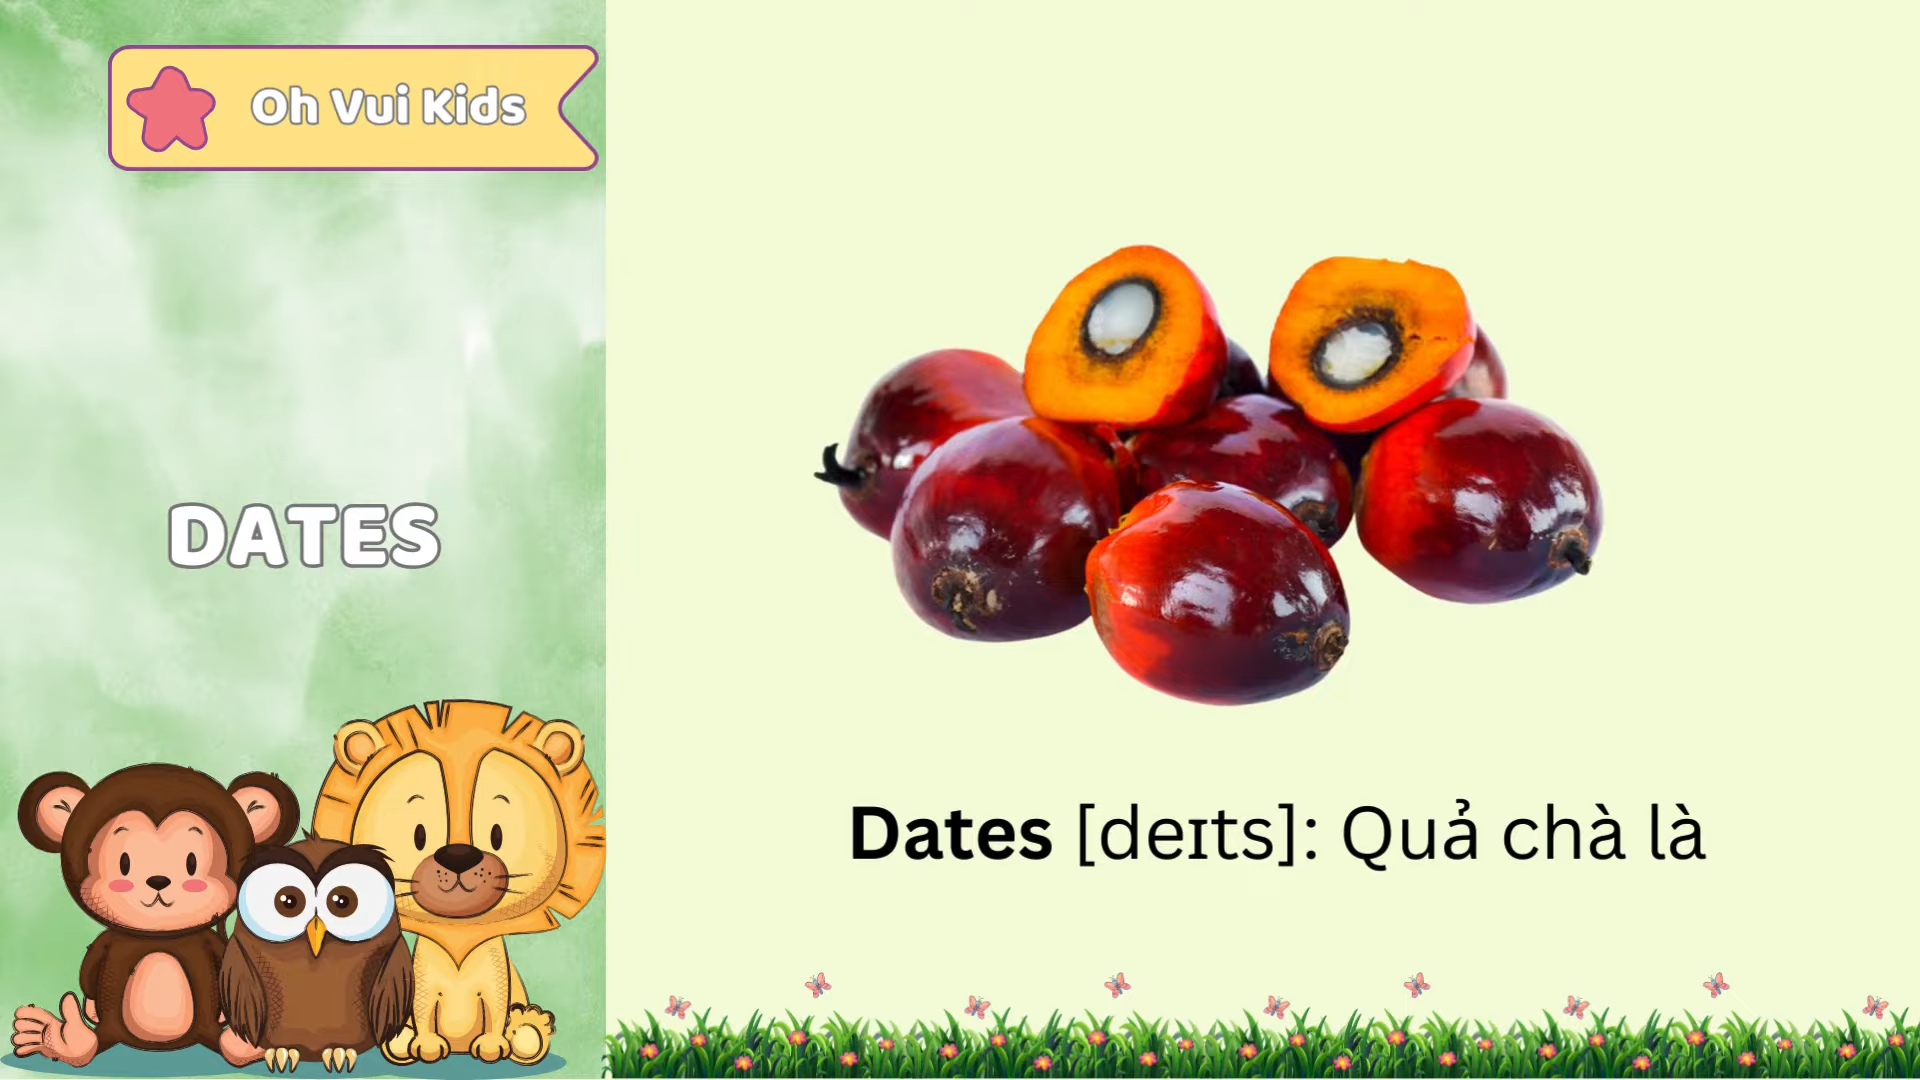 Oh Vui Kids
DATES
Dates [deɪts]: Quả chà là